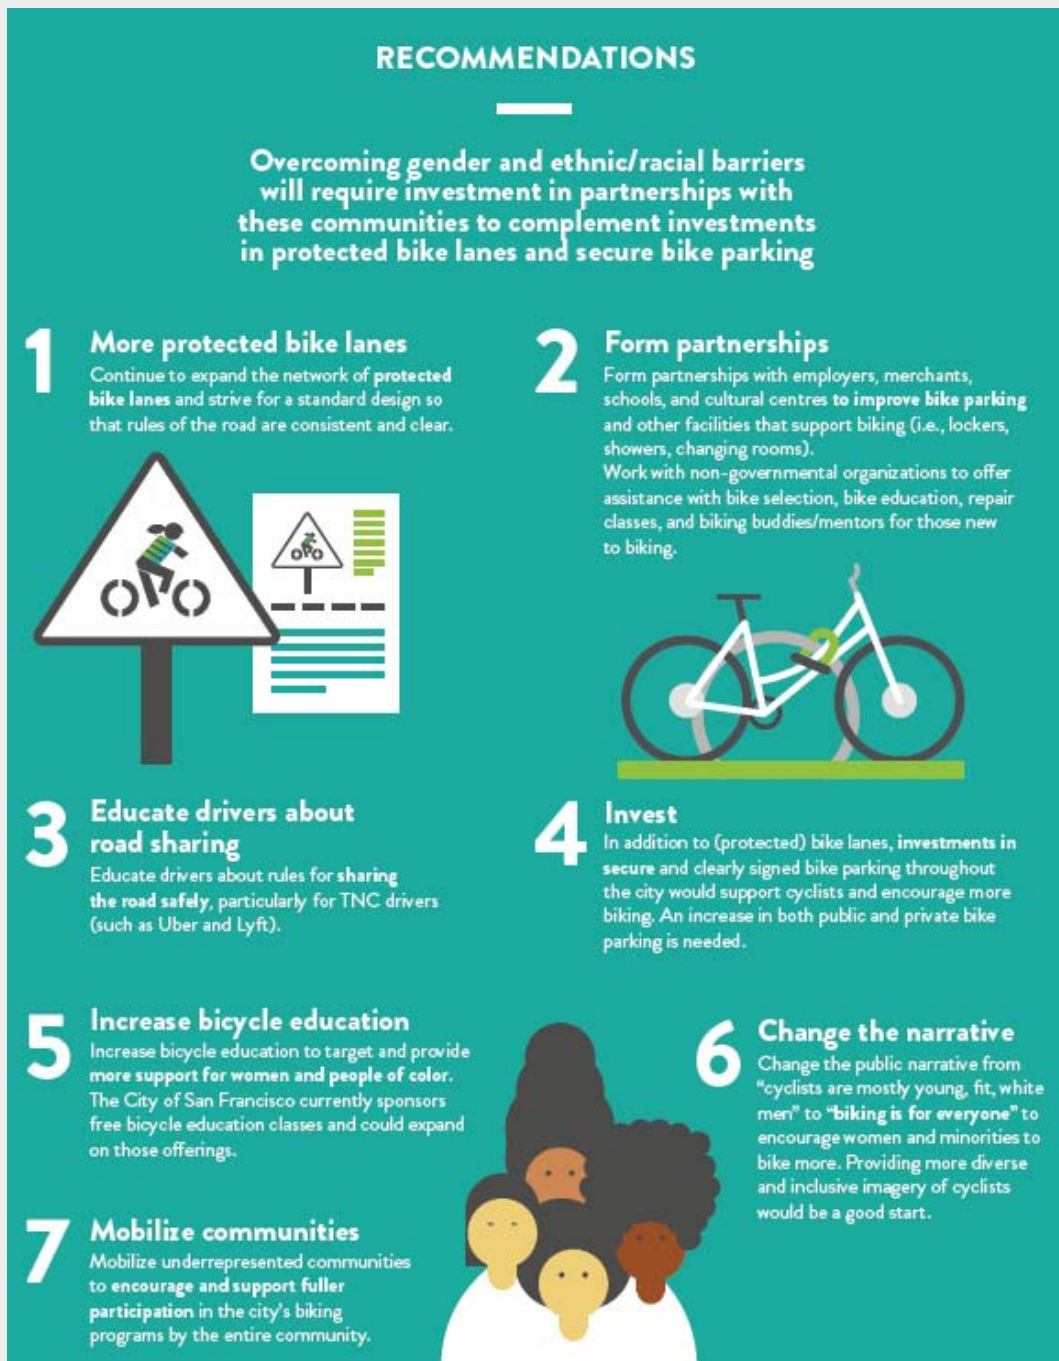 RECOMMENDATIONS
Overcoming gender and ethnic/racial barriers
will require investment in partnerships with
these communities to complement investments
in protected bike lanes and secure bike parking
1
More protected bike lanes
Continue to expand the network of protected
bike lanes and strive for a standard design so
that rules of the road are consistent and clear.
2
Form partnerships
Form partnerships with employers, merchants,
schools, and cultural centres to improve bike parking
and other facilities that support biking (i.e., lockers,
showers, changing rooms).
Work with non-governmental organizations to offer
assistance with bike selection, bike education, repair
classes, and biking buddies/mentors for those new
to biking.
3
Educate drivers about
road sharing
Educate drivers about rules for sharing
the road safely, particularly for TNC drivers
(such as Uber and Lyft).
4
Invest
In addition to (protected) bike lanes, investments in
secure and clearly signed bike parking throughout
the city would support cyclists and encourage more
biking. An increase in both public and private bike
parking is needed.
5
Increase bicycle education
Increase bicycle education to target and provide
more support for women and people of color.
The City of San Francisco currently sponsors
free bicycle education classes and could expand
on those offerings.
6
Change the narrative
Change the public narrative from
"cyclists are mostly young, fit, white
men" to "biking is for everyone" to
encourage women and minorities to
bike more. Providing more diverse
and inclusive imagery of cyclists
would be a good start.
7
Mobilize communities
Mobilize underrepresented communities
to encourage and support fuller
participation in the city's biking
programs by the entire community.